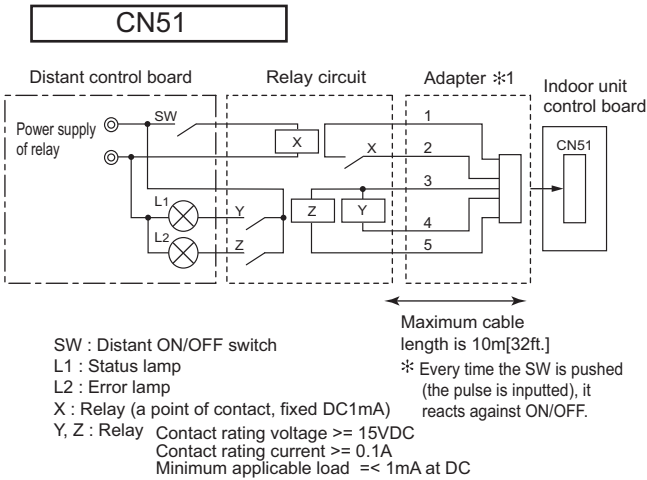 CN51
Distant control board
Relay circuit
Adapter ✻1
Indoor unit
control board
Power supply
of relay
SW
X
X
1
2
3
4
5
CN51
L1
L2
Y
Z
Z
Y
Maximum cable
length is 10m[32ft.]
✻ Every time the SW is pushed
(the pulse is inputted), it
reacts against ON/OFF.
SW : Distant ON/OFF switch
L1 : Status lamp
L2 : Error lamp
X : Relay (a point of contact, fixed DC1mA)
Y, Z : Relay Contact rating voltage >= 15VDC
Contact rating current >= 0.1A
Minimum applicable load =< 1mA at DC